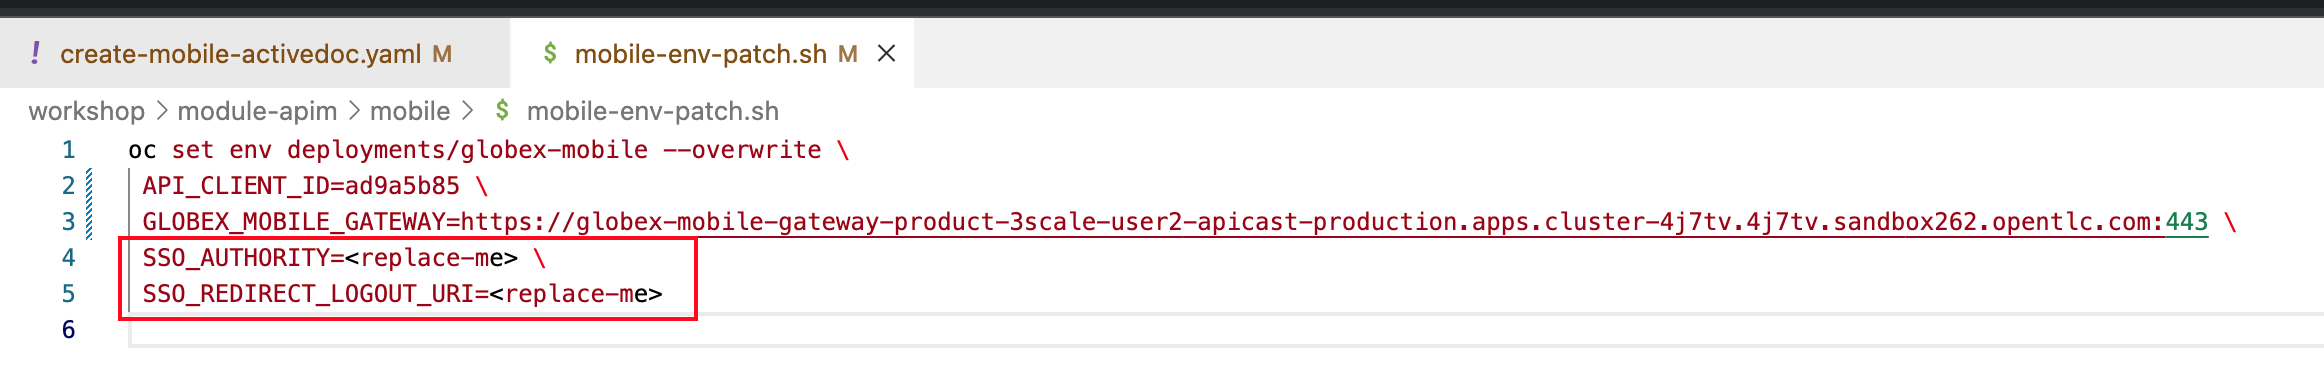 ! create-mobile-activedoc.yaml M $ mobile-env-patch.sh M ×
workshop > module-apim > mobile > $ mobile-env-patch.sh
1 oc set env deployments/globex-mobile --overwrite \
2 API_CLIENT_ID=ad9a5b85 \
3 GLOBEX_MOBILE_GATEWAY=https://globex-mobile-gateway-product-3scale-user2-apicast-production.apps.cluster-4j7tv.4j7tv.sandbox262.opentlc.com:443 \
4 SSO_AUTHORITY=<replace-me> \
5 SSO_REDIRECT_LOGOUT_URI=<replace-me>
6